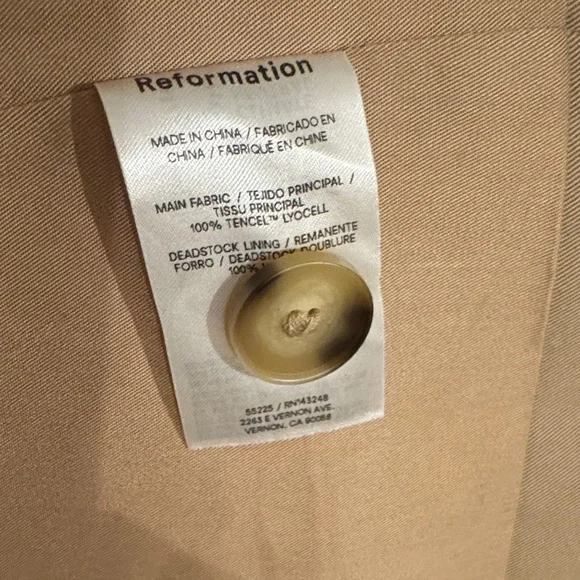 Reformation
MADE IN CHINA / FABRICADO EN
CHINA / FABRIQUÉ EN CHINE
MAIN FABRIC / TEJIDO PRINCIPAL /
TISSU PRINCIPAL
100% TENCEL™ LYOCELL
DEADSTOCK LINING / REMANENTE
FORRO / DEADSTOCK DOUBLURE
100%
55225 / RN143248
2263 E VERNON AVE.
VERNON, CA 90058